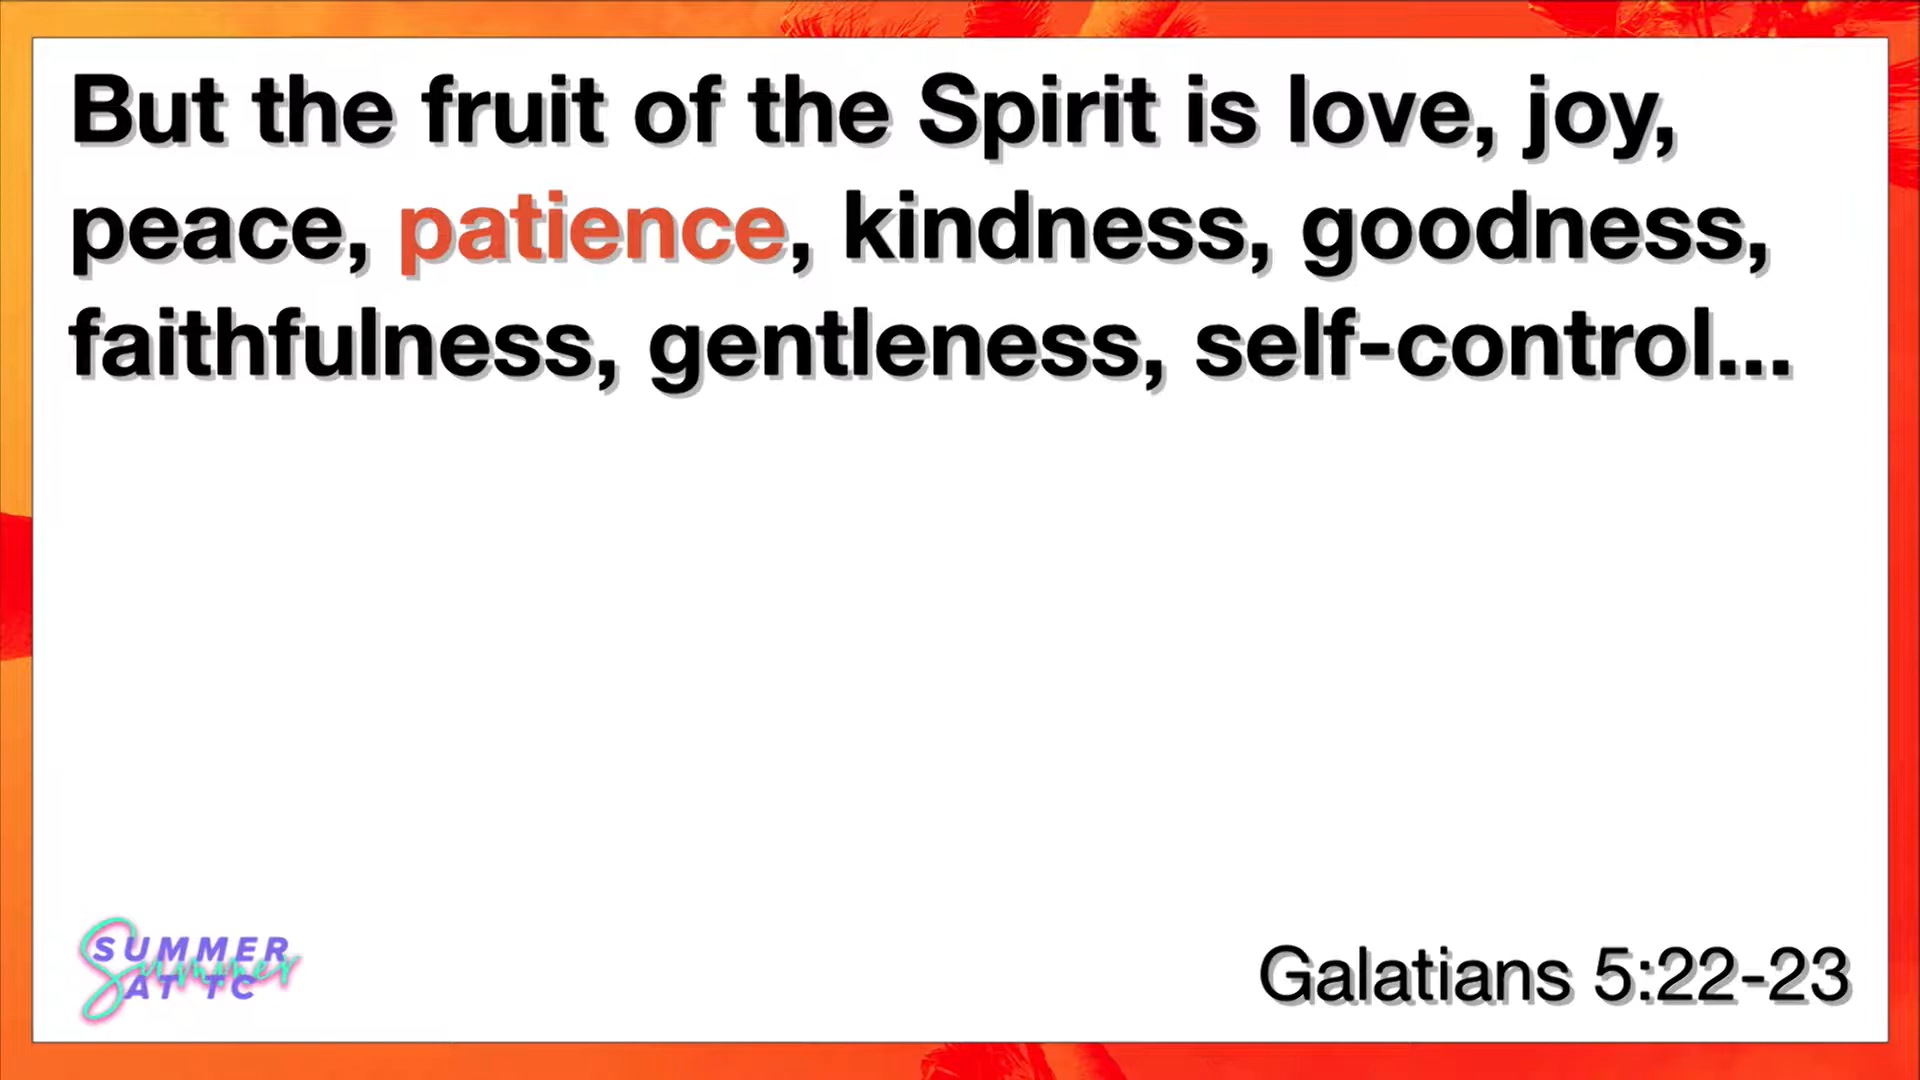 But the fruit of the Spirit is love, joy,
peace, patience, kindness, goodness,
faithfulness, gentleness, self-control...
SUMMER
Summer
AT TC
Galatians 5:22-23